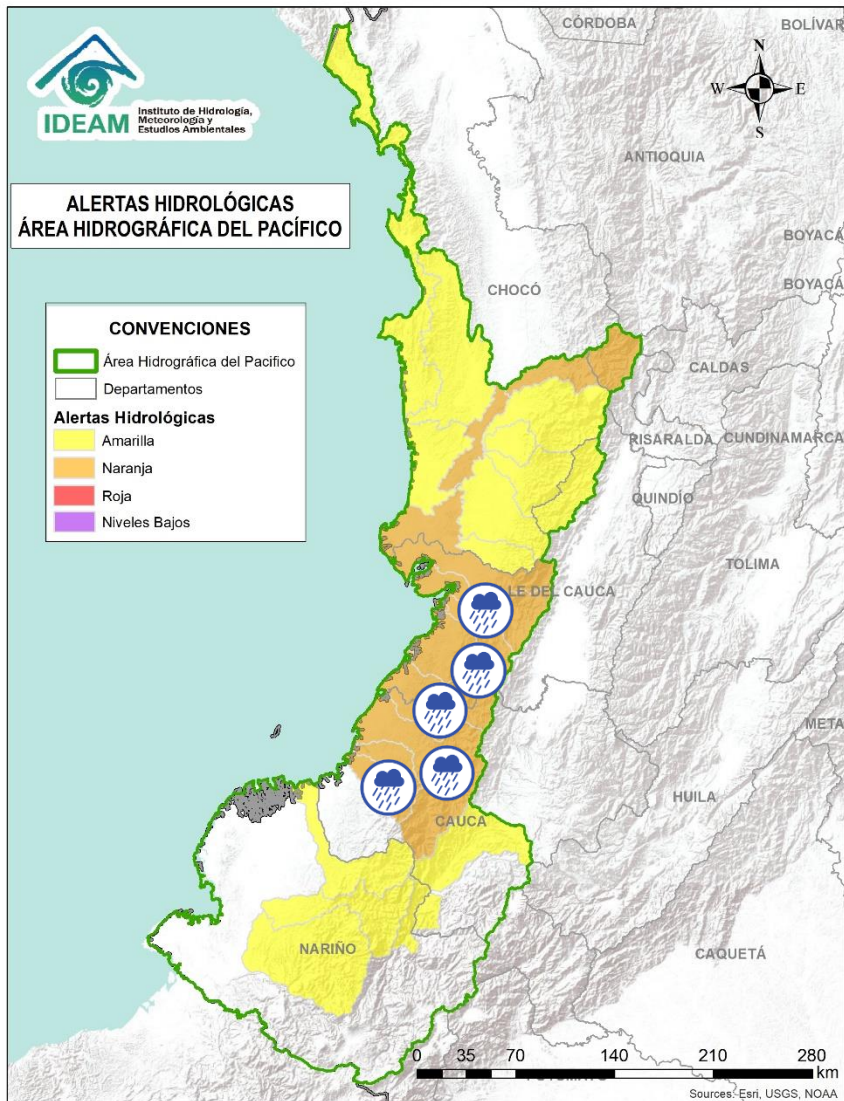 IDEAM
Instituto de Hidrología,
Meteorología y
Estudios Ambientales
ALERTAS HIDROLÓGICAS
ÁREA HIDROGRÁFICA DEL PACÍFICO
CONVENCIONES
Área Hidrográfica del Pacifico
Departamentos
Alertas Hidrológicas
Amarilla
Naranja
Roja
Niveles Bajos
N
W
E
S
CÓRDOBA
BOLÍVAR
ANTIOQUIA
BOYACÁ
BOYACÁ
CHOCÓ
CALDAS
RISARALDA
CUNDINAMARCA
QUINDÍO
TOLIMA
LE DEL CAUCA
META
HUILA
CAUCA
NARIÑO
CAQUETÁ
0 35 70 140 210 280
km
Sources: Esri, USGS, NOAA